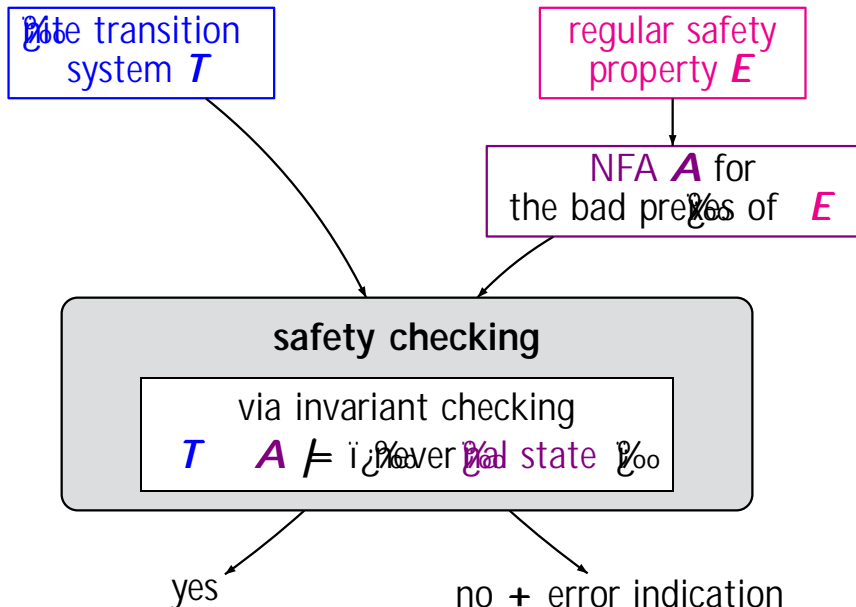 transition
system T
regular safety
property E
NFA A for
the bad of E
safety checking
via invariant checking
T A ⊨ state
yes
no + error indication